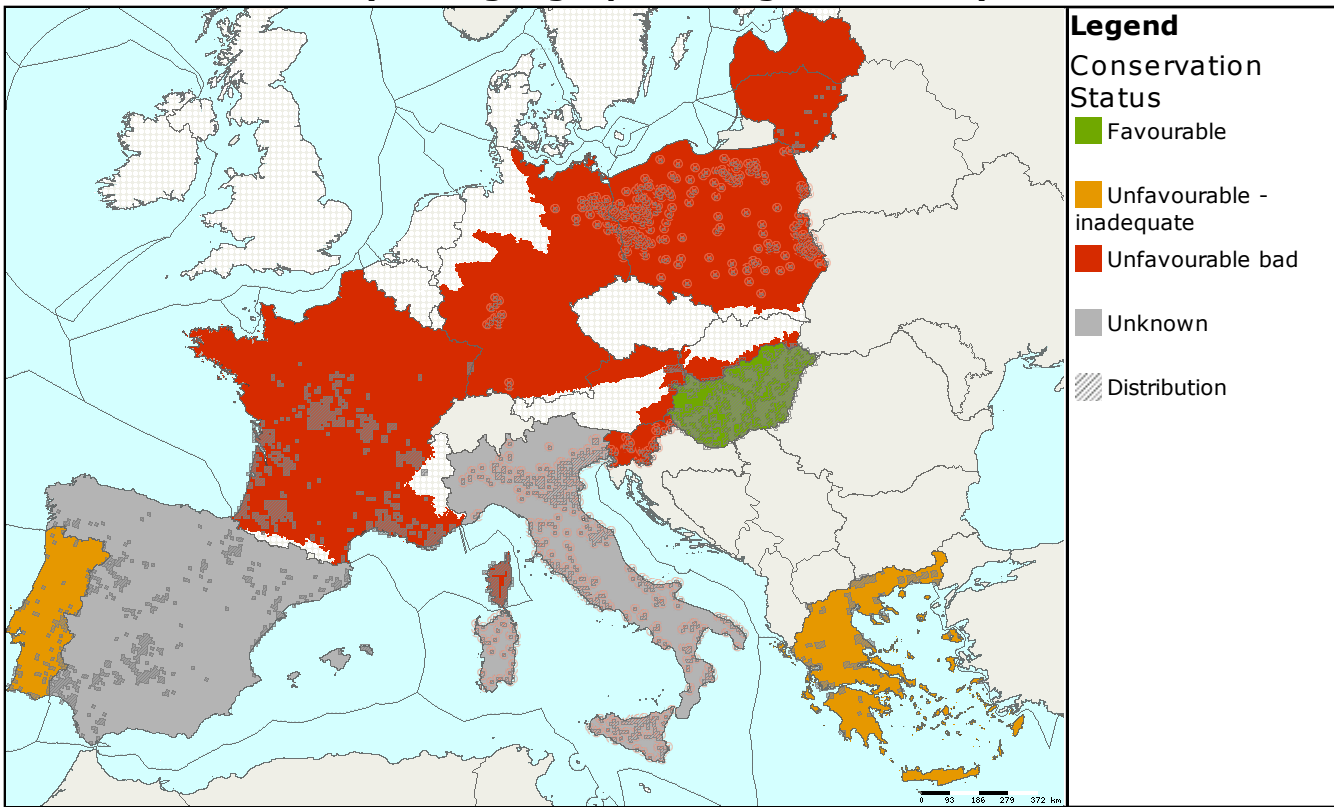 Legend
Conservation
Status
Favourable
Unfavourable -
inadequate
Unfavourable bad
Unknown
Distribution
0 93 186 279 372 km